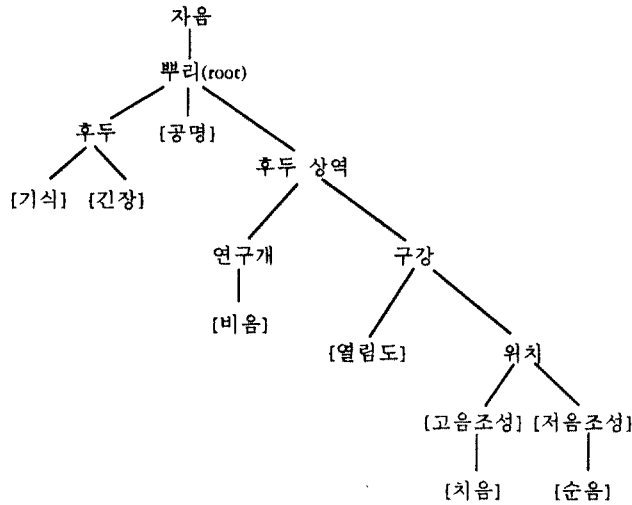 자음
뿌리(root)
후두 [공명]
후두 상역
[기식] [긴장]
연구개 구강
[비음]
[열림도] 위치
[고음조성] [저음조성]
[치음] [순음]